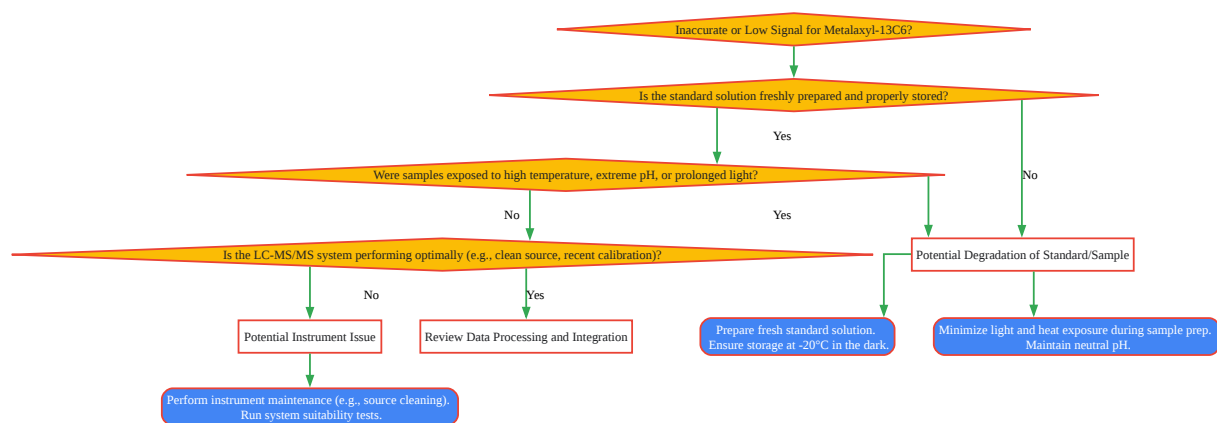 Inaccurate or Low Signal for Metalaxyl-13C6?
Is the standard solution freshly prepared and properly stored?
Yes
Were samples exposed to high temperature, extreme pH, or prolonged light?
No
No
Yes
Is the LC-MS/MS system performing optimally (e.g., clean source, recent calibration)?
Potential Degradation of Standard/Sample
No
Yes
Potential Instrument Issue
Review Data Processing and Integration
Prepare fresh standard solution.
Ensure storage at -20°C in the dark.
Minimize light and heat exposure during sample prep.
Maintain neutral pH.
Perform instrument maintenance (e.g., source cleaning).
Run system suitability tests.